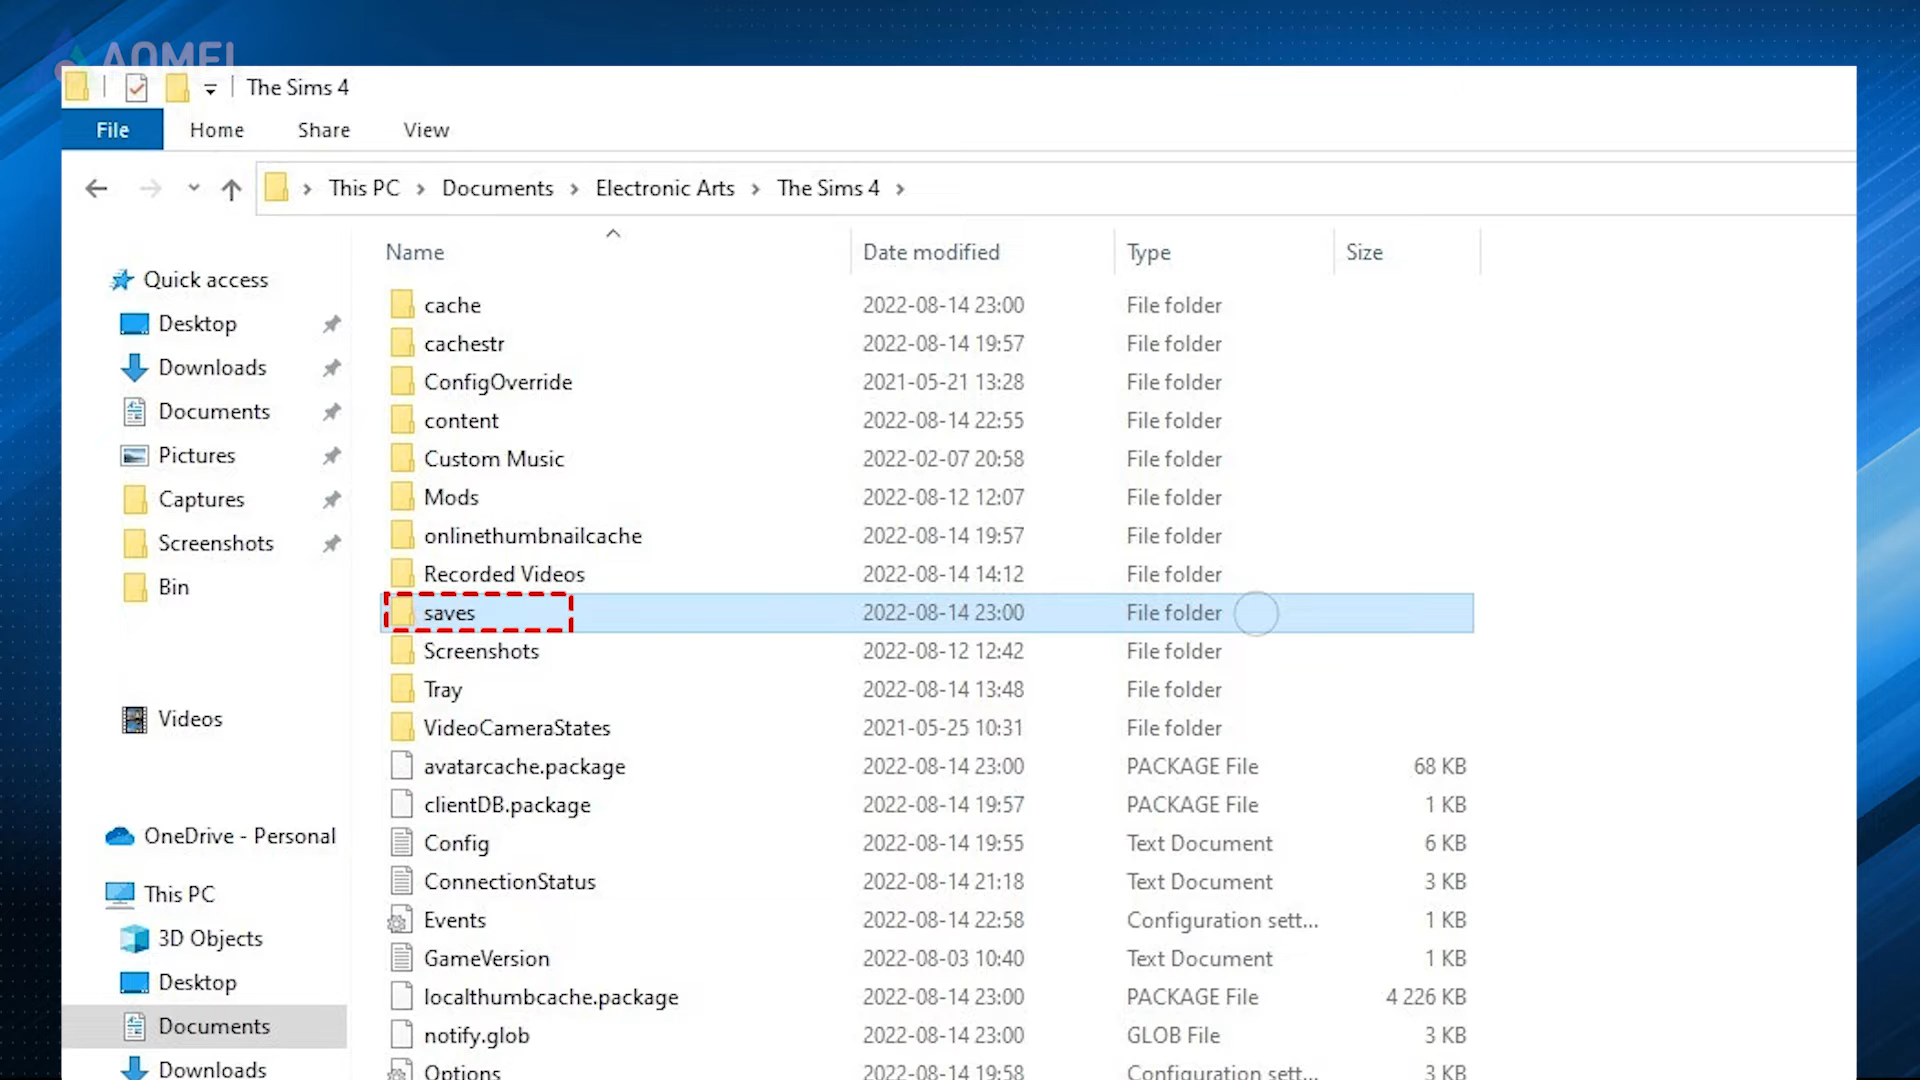 AOMEI
The Sims 4
File Home Share View
This PC Documents Electronic Arts The Sims 4
Name Date modified Type Size
Quick access
Desktop
Downloads
Documents
Pictures
Captures
Screenshots
Bin
Videos
OneDrive - Personal
This PC
3D Objects
Desktop
Documents
Downloads
cache 2022-08-14 23:00 File folder
cachestr 2022-08-14 19:57 File folder
ConfigOverride 2021-05-21 13:28 File folder
content 2022-08-14 22:55 File folder
Custom Music 2022-02-07 20:58 File folder
Mods 2022-08-12 12:07 File folder
onlinethumbnailcache 2022-08-14 19:57 File folder
Recorded Videos 2022-08-14 14:12 File folder
saves 2022-08-14 23:00 File folder
Screenshots 2022-08-12 12:42 File folder
Tray 2022-08-14 13:48 File folder
VideoCameraStates 2021-05-25 10:31 File folder
avatarcache.package 2022-08-14 23:00 PACKAGE File 68 KB
clientDB.package 2022-08-14 19:57 PACKAGE File 1 KB
Config 2022-08-14 19:55 Text Document 6 KB
ConnectionStatus 2022-08-14 21:18 Text Document 3 KB
Events 2022-08-14 22:58 Configuration sett... 1 KB
GameVersion 2022-08-03 10:40 Text Document 1 KB
localthumbcache.package 2022-08-14 23:00 PACKAGE File 4 226 KB
notify.glob 2022-08-14 23:00 GLOB File 3 KB
Options 2022-08-14 19:58 Configuration sett... 3 KB